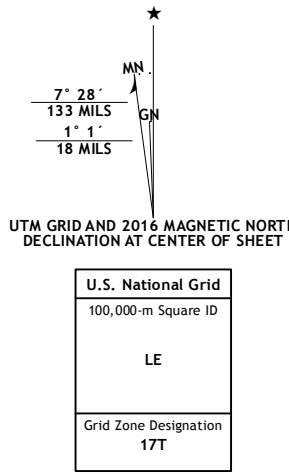 ★
MN
7° 28´
133 MILS
GN
1° 1´
18 MILS
UTM GRID AND 2016 MAGNETIC NORTH
DECLINATION AT CENTER OF SHEET
U.S. National Grid
100,000-m Square ID
LE
Grid Zone Designation
17T